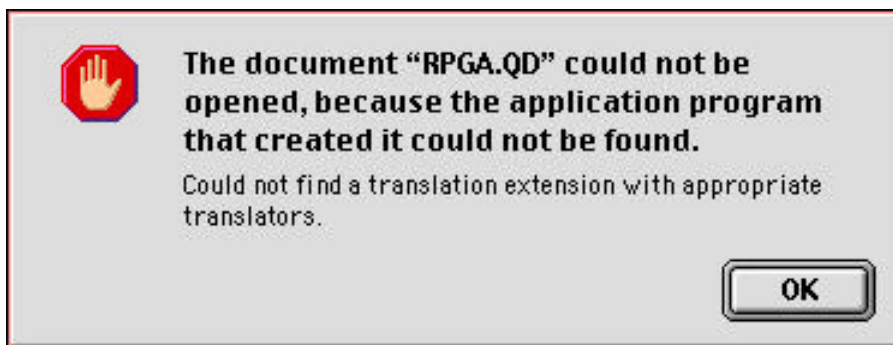 The document “RPGA.QD” could not be
opened, because the application program
that created it could not be found.
Could not find a translation extension with appropriate
translators.
OK